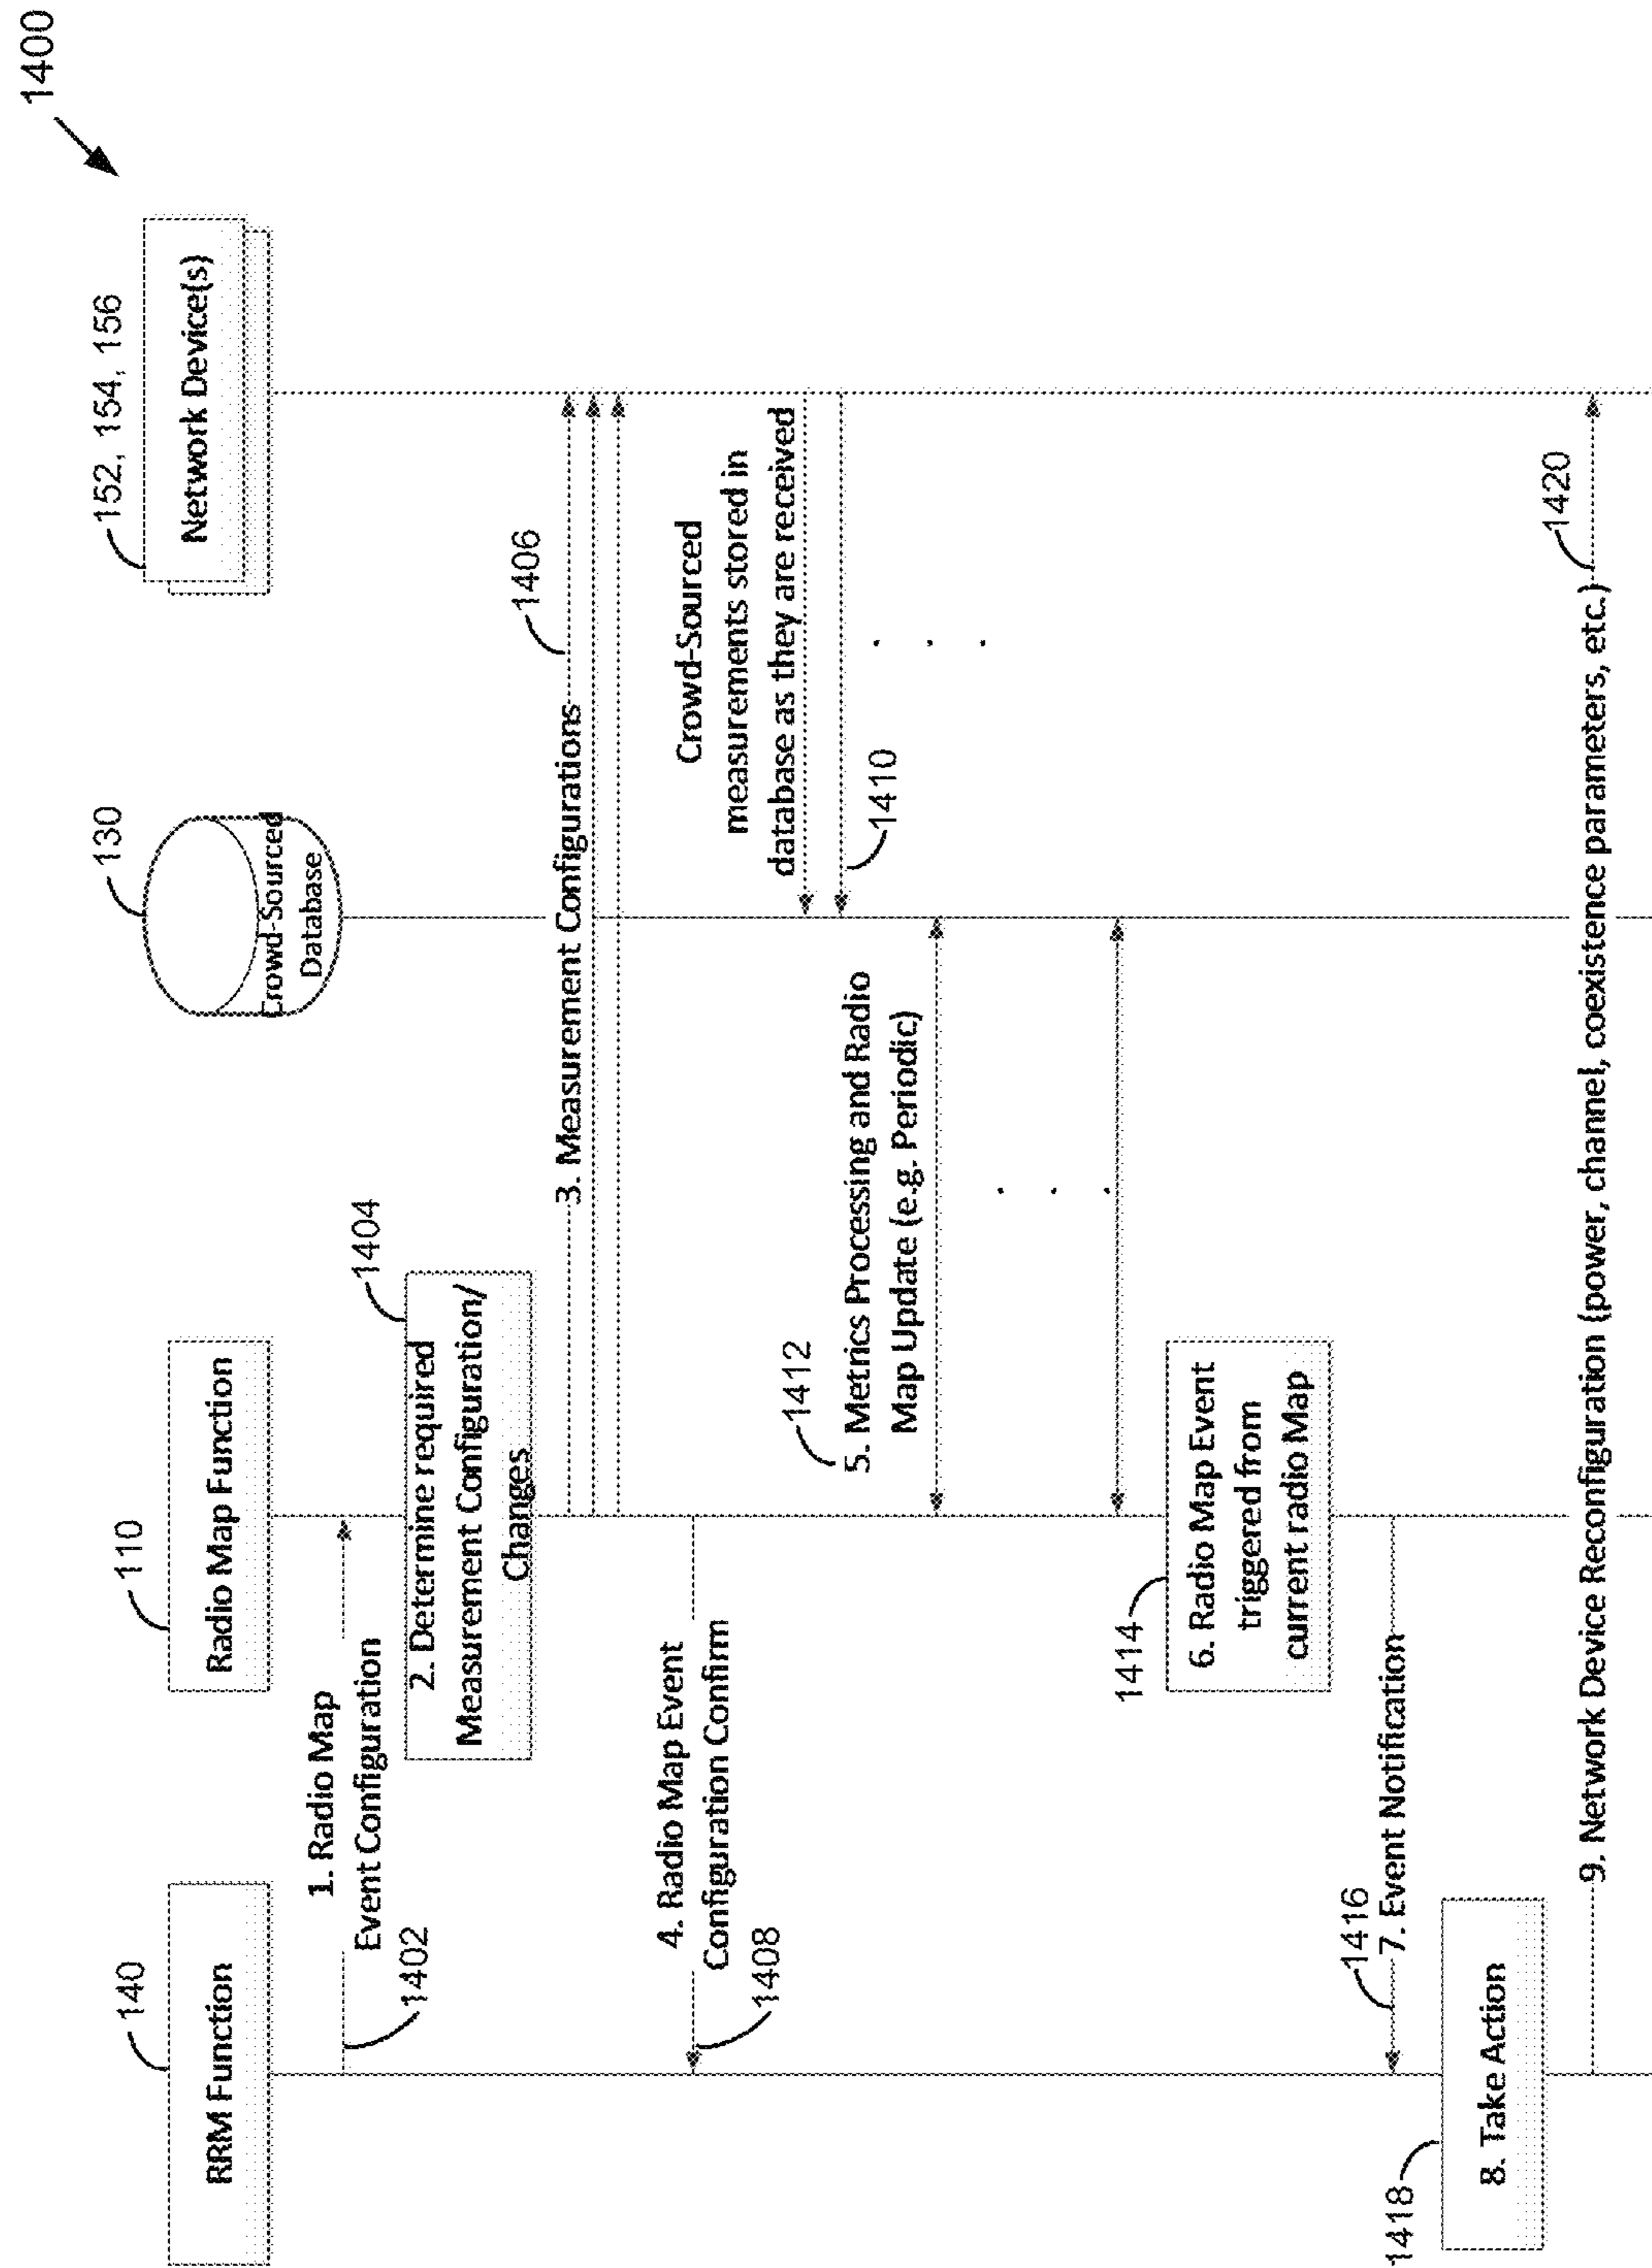 1400
140
RRM Function
110
Radio Map Function
130
Crowd-Sourced
Database
152, 154, 156
Network Device(s)
1. Radio Map
Event Configuration
1402
1404
2. Determine required
Measurement Configuration/
Changes
3. Measurement Configurations
1406
4. Radio Map Event
Configuration Confirm
1408
Crowd-Sourced
measurements stored in
database as they are received
1410
. . .
1412
5. Metrics Processing and Radio
Map Update (e.g. Periodic)
. . .
1414
6. Radio Map Event
triggered from
current radio Map
1416
7. Event Notification
1418
8. Take Action
9. Network Device Reconfiguration (power, channel, coexistence parameters, etc.)
1420